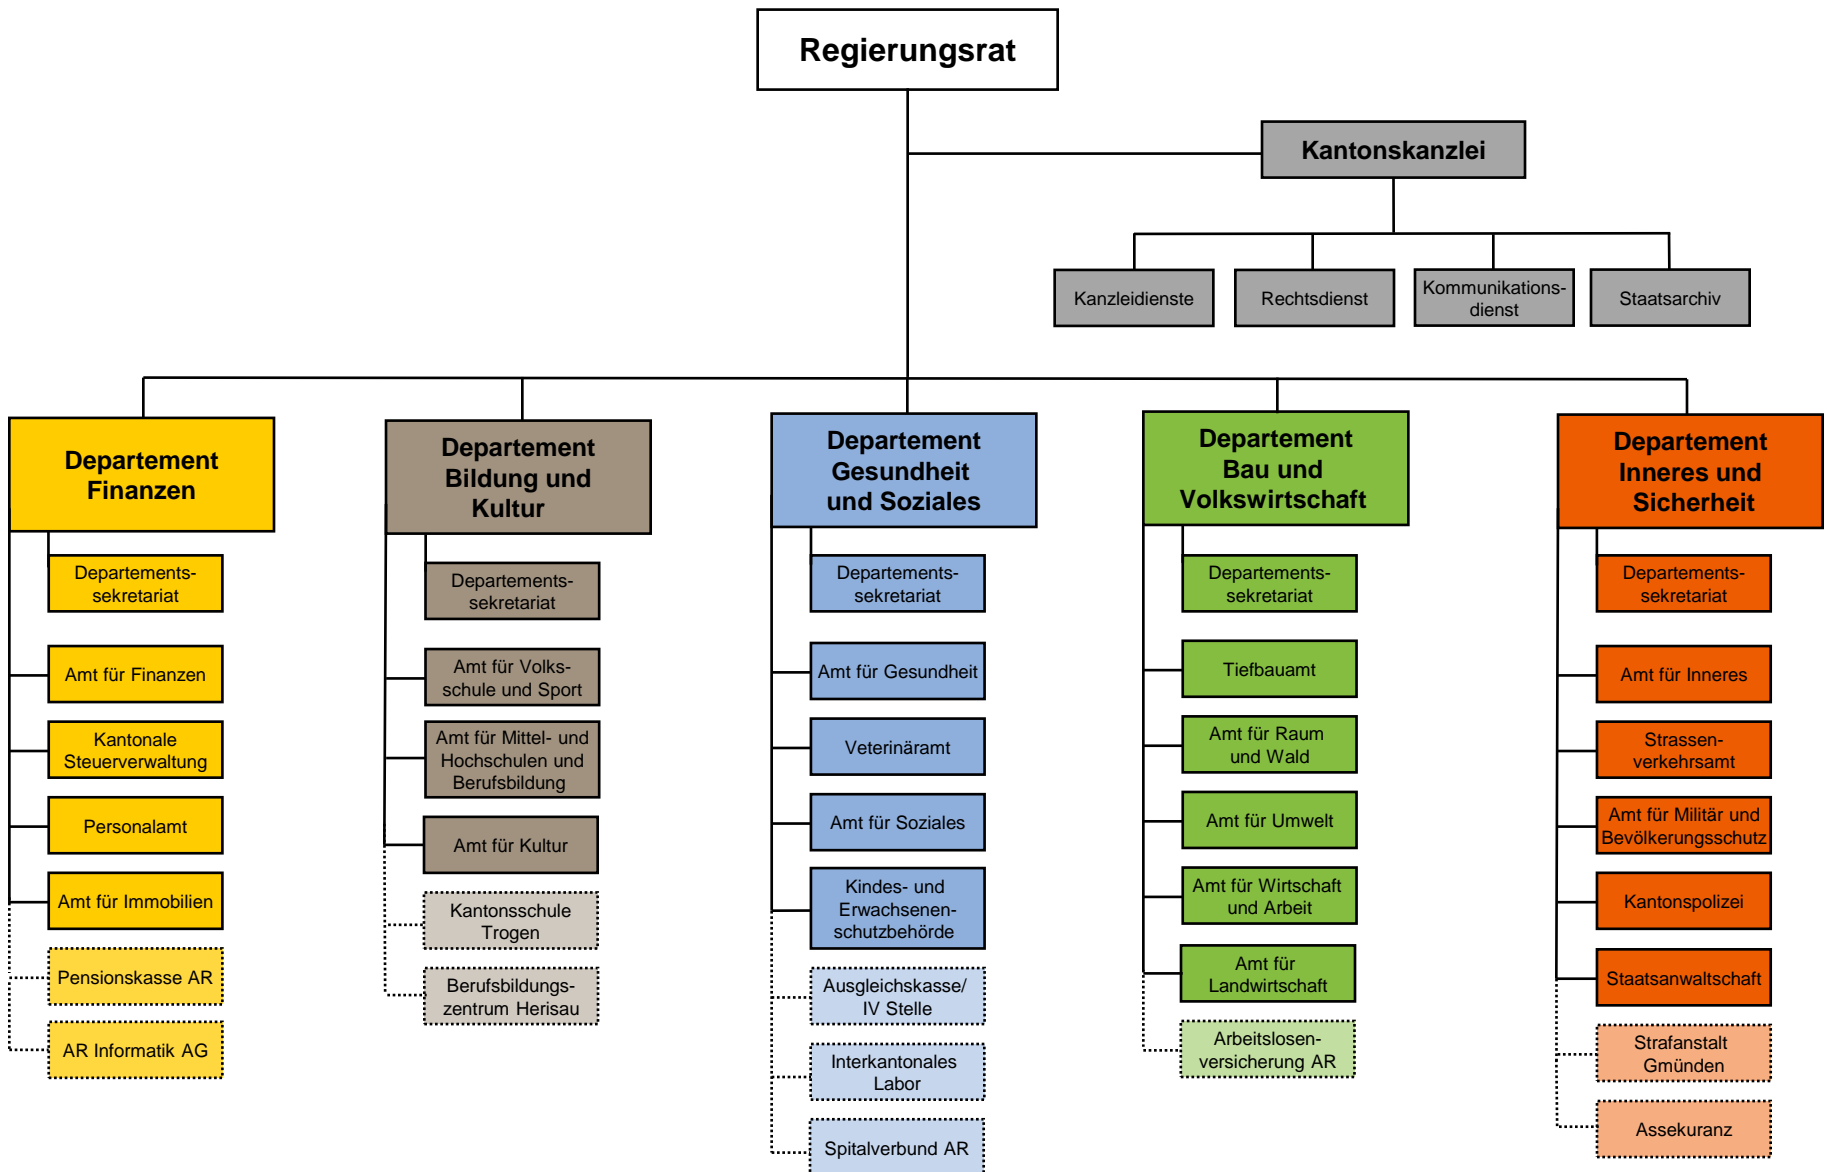 Regierungsrat
Kantonskanzlei
Kanzleidienste
Rechtsdienst
Kommunikations-
dienst
Staatsarchiv
Departement
Finanzen
Departements-
sekretariat
Amt für Finanzen
Kantonale
Steuerverwaltung
Personalamt
Amt für Immobilien
Pensionskasse AR
AR Informatik AG
Departement
Bildung und
Kultur
Departements-
sekretariat
Amt für Volks-
schule und Sport
Amt für Mittel- und
Hochschulen und
Berufsbildung
Amt für Kultur
Kantonsschule
Trogen
Berufsbildungs-
zentrum Herisau
Departement
Gesundheit
und Soziales
Departements-
sekretariat
Amt für Gesundheit
Veterinäramt
Amt für Soziales
Kindes- und
Erwachsenen-
schutzbehörde
Ausgleichskasse/
IV Stelle
Interkantonales
Labor
Spitalverbund AR
Departement
Bau und
Volkswirtschaft
Departements-
sekretariat
Tiefbauamt
Amt für Raum
und Wald
Amt für Umwelt
Amt für Wirtschaft
und Arbeit
Amt für
Landwirtschaft
Arbeitslosen-
versicherung AR
Departement
Inneres und
Sicherheit
Departements-
sekretariat
Amt für Inneres
Strassen-
verkehrsamt
Amt für Militär und
Bevölkerungsschutz
Kantonspolizei
Staatsanwaltschaft
Strafanstalt
Gmünden
Assekuranz